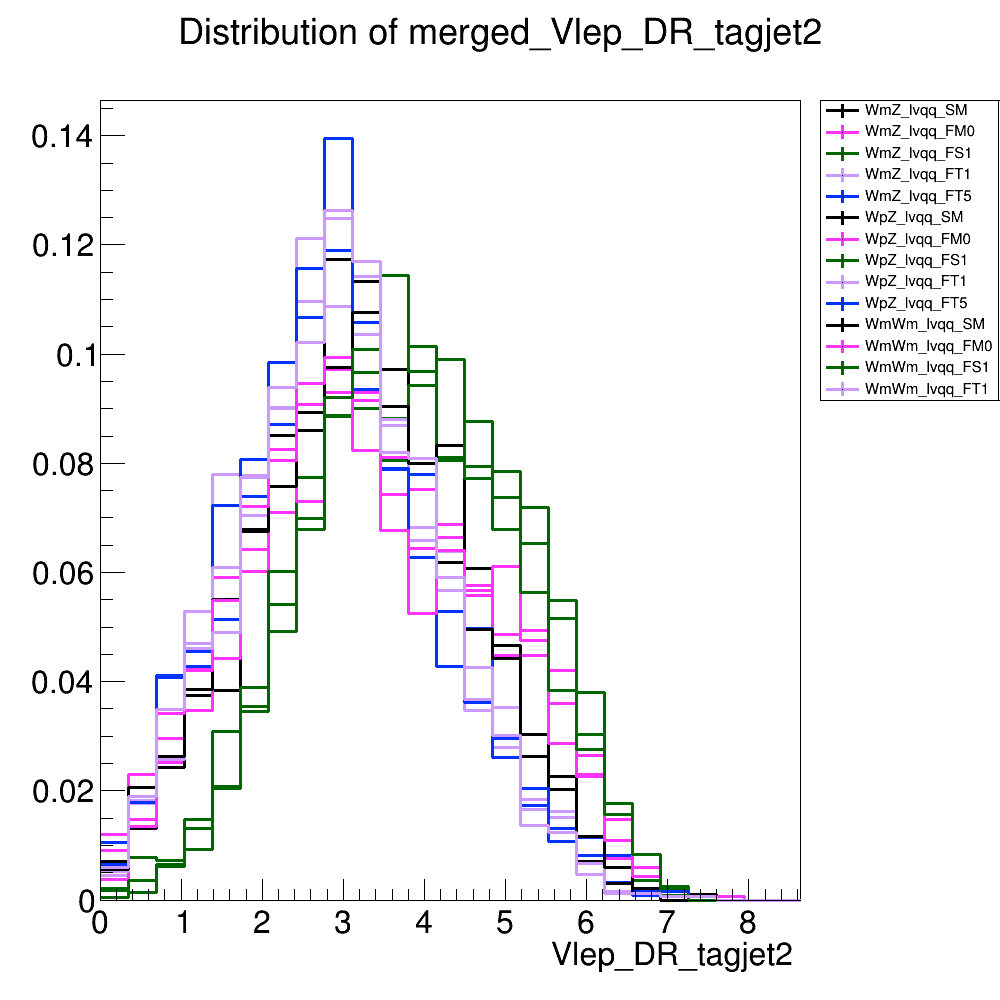 Distribution of merged_Vlep_DR_tagjet2
WmZ_lvqq_SM
WmZ_lvqq_FM0
WmZ_lvqq_FS1
WmZ_lvqq_FT1
WmZ_lvqq_FT5
WpZ_lvqq_SM
WpZ_lvqq_FM0
WpZ_lvqq_FS1
WpZ_lvqq_FT1
WpZ_lvqq_FT5
WmWm_lvqq_SM
WmWm_lvqq_FM0
WmWm_lvqq_FS1
WmWm_lvqq_FT1
0.14
0.12
0.1
0.08
0.06
0.04
0.02
0
0 1 2 3 4 5 6 7 8
Vlep_DR_tagjet2